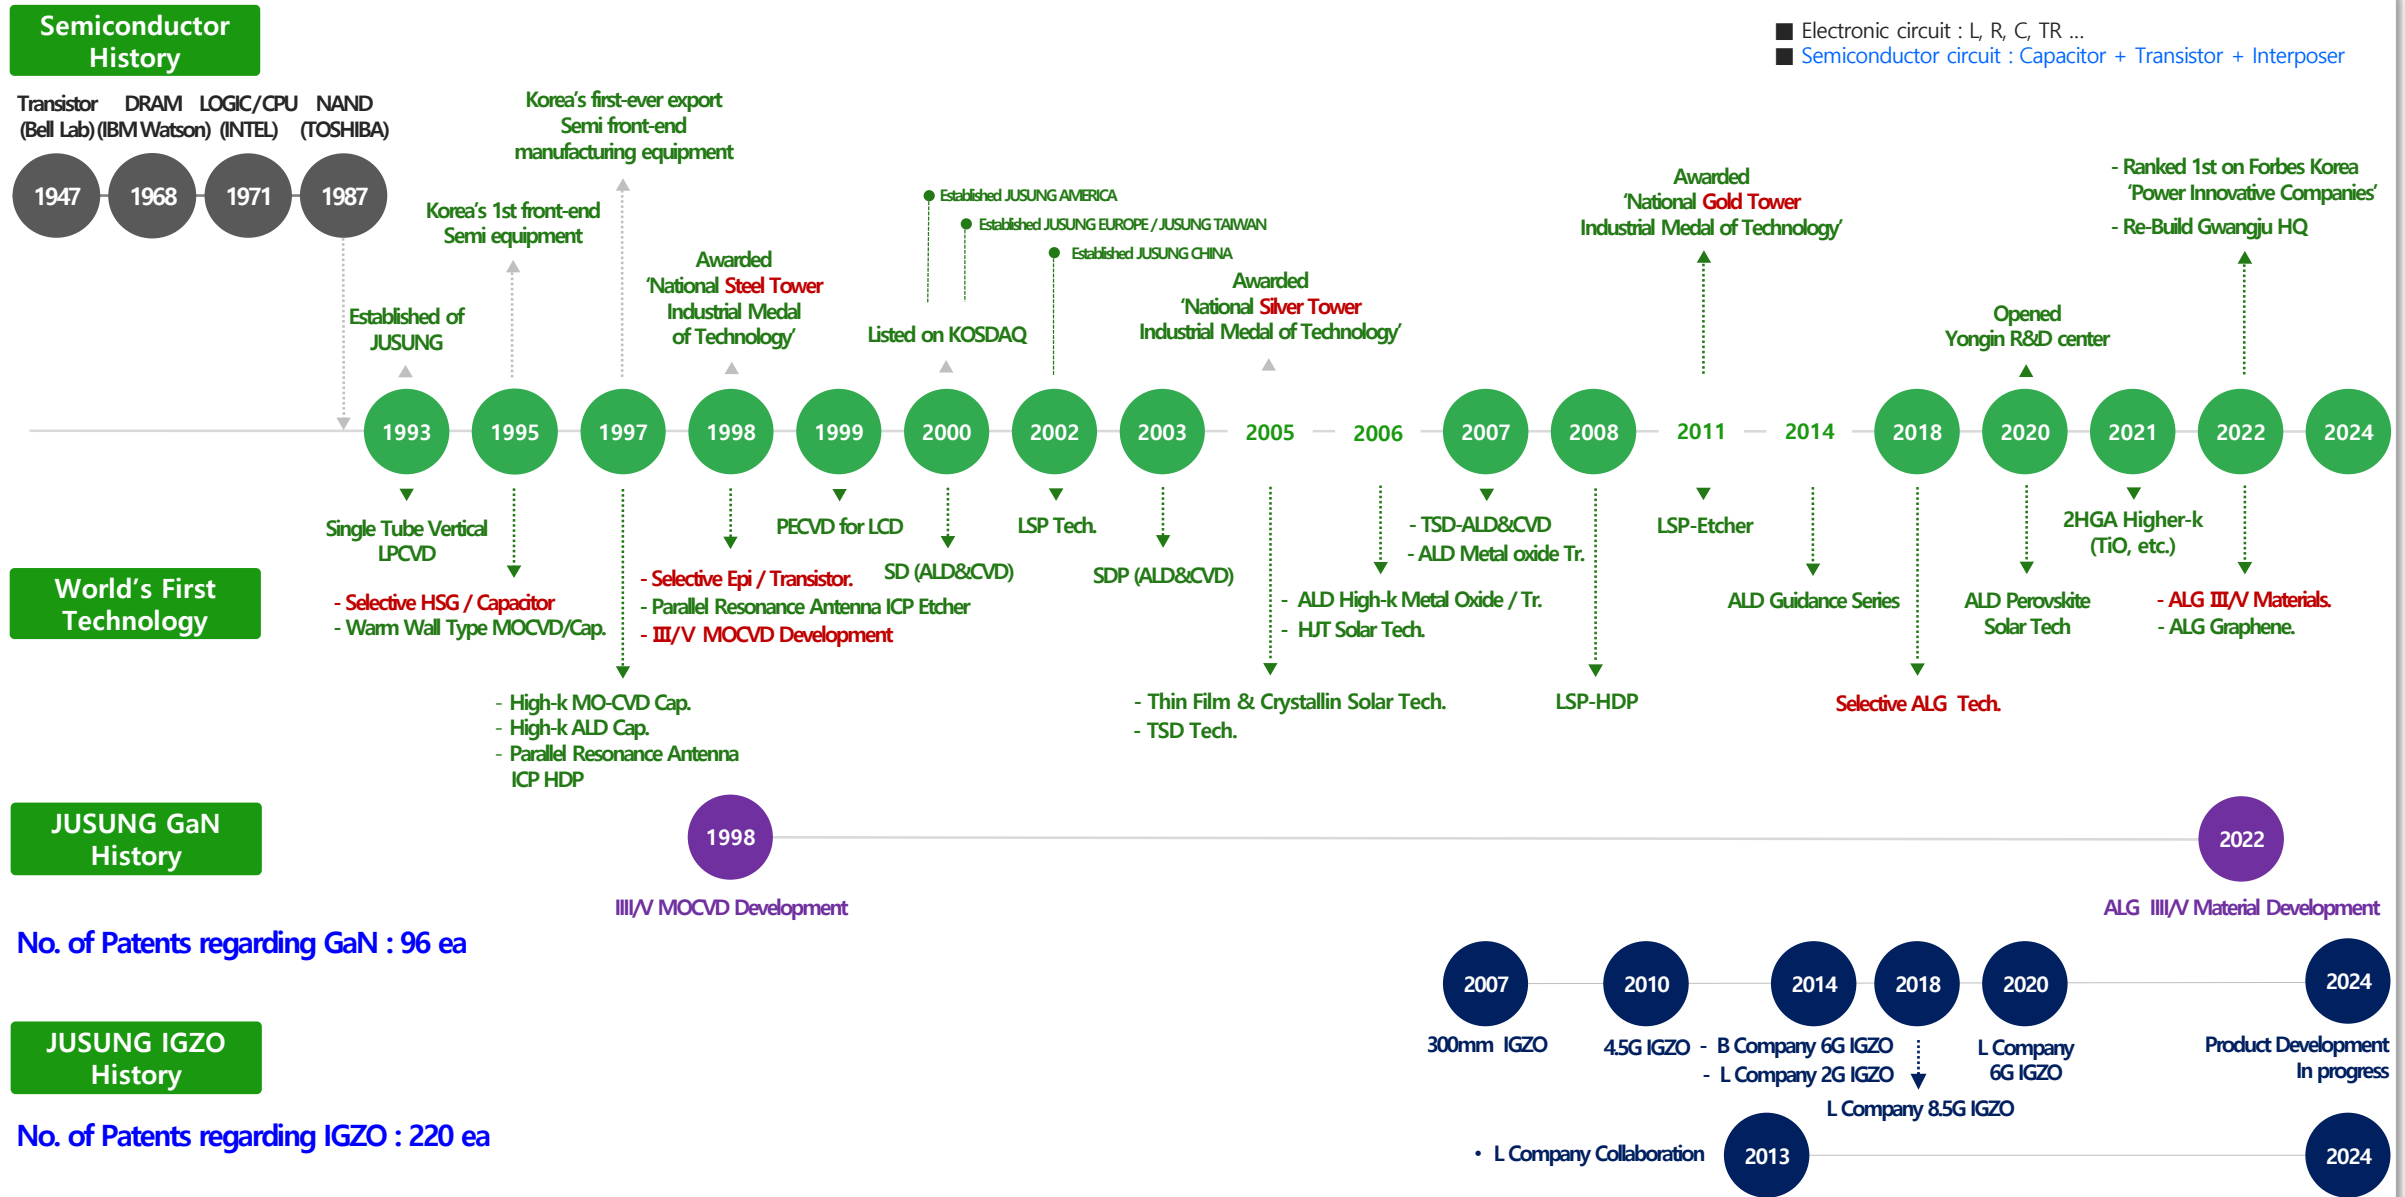 Semiconductor
History
■ Electronic circuit : L, R, C, TR ...
■ Semiconductor circuit : Capacitor + Transistor + Interposer
Transistor
(Bell Lab)
DRAM
(IBM Watson)
LOGIC/CPU
(INTEL)
NAND
(TOSHIBA)
1947
1968
1971
1987
Established of
JUSUNG
Korea's 1st front-end
Semi equipment
Korea's first-ever export
Semi front-end
manufacturing equipment
Awarded
‘National Steel Tower
Industrial Medal
of Technology’
Listed on KOSDAQ
Established JUSUNG AMERICA
Established JUSUNG EUROPE / JUSUNG TAIWAN
Established JUSUNG CHINA
Awarded
‘National Silver Tower
Industrial Medal of Technology’
Awarded
‘National Gold Tower
Industrial Medal of Technology’
Opened
Yongin R&D center
- Ranked 1st on Forbes Korea
‘Power Innovative Companies’
- Re-Build Gwangju HQ
1993
1995
1997
1998
1999
2000
2002
2003
2005
2006
2007
2008
2011
2014
2018
2020
2021
2022
2024
World's First
Technology
Single Tube Vertical
LPCVD
- Selective HSG / Capacitor
- Warm Wall Type MOCVD/Cap.
- High-k MO-CVD Cap.
- High-k ALD Cap.
- Parallel Resonance Antenna
ICP HDP
- Selective Epi / Transistor.
- Parallel Resonance Antenna ICP Etcher
- Ⅲ/Ⅴ MOCVD Development
PECVD for LCD
SD (ALD&CVD)
LSP Tech.
SDP (ALD&CVD)
- Thin Film & Crystallin Solar Tech.
- TSD Tech.
- ALD High-k Metal Oxide / Tr.
- HJT Solar Tech.
- TSD-ALD&CVD
- ALD Metal oxide Tr.
LSP-HDP
LSP-Etcher
ALD Guidance Series
Selective ALG Tech.
ALD Perovskite
Solar Tech
2HGA Higher-k
(TiO, etc.)
- ALG Ⅲ/Ⅴ Materials.
- ALG Graphene.
JUSUNG GaN
History
1998
2022
IIII/V MOCVD Development
ALG IIII/V Material Development
No. of Patents regarding GaN : 96 ea
JUSUNG IGZO
History
2007
2010
2014
2018
2020
2024
300mm IGZO
4.5G IGZO
- B Company 6G IGZO
- L Company 2G IGZO
L Company 8.5G IGZO
L Company
6G IGZO
Product Development
In progress
No. of Patents regarding IGZO : 220 ea
• L Company Collaboration
2013
2024